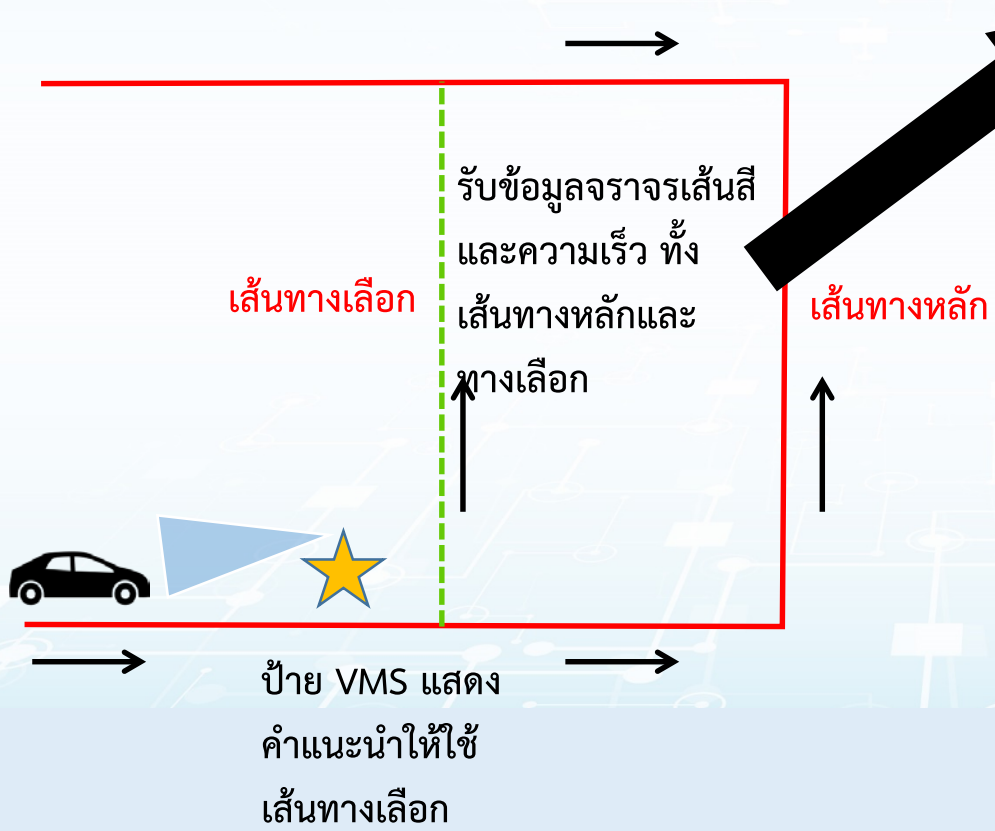 รับข้อมูลจราจรเส้นสี
และความเร็ว ทั้ง
เส้นทางหลักและ
ทางเลือก
เส้นทางเลือก
เส้นทางหลัก
ป้าย VMS แสดง
คำแนะนำให้ใช้
เส้นทางเลือก